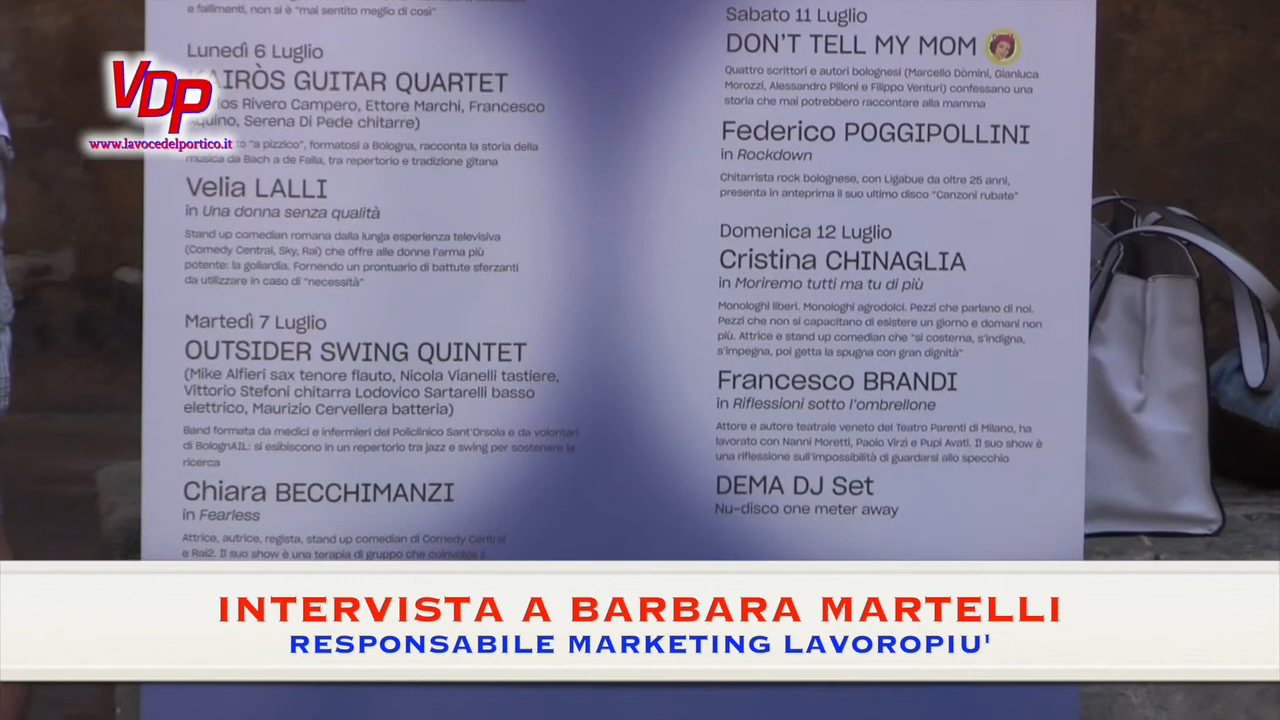 e fallimenti, non si è "mai sentito meglio di così"
Lunedì 6 Luglio
KAIRÒS GUITAR QUARTET
Rivero Campero, Ettore Marchi, Francesco
Serena Di Pede chitarre)
"a pizzico", formatosi a Bologna, racconta la storia della
musica da Bach a de Falla, tra repertorio e tradizione gitana
Velia LALLI
in Una donna senza qualità
Stand up comedian romana dalla lunga esperienza televisiva
(Comedy Central, Sky, Rai) che offre alle donne l'arma più
potente: la goliardia. Fornendo un prontuario di battute sferzanti
da utilizzare in caso di "necessità"
Martedì 7 Luglio
OUTSIDER SWING QUINTET
(Mike Alfieri sax tenore flauto, Nicola Vianelli tastiere,
Vittorio Stefoni chitarra Lodovico Sartarelli basso
elettrico, Maurizio Cervellera batteria)
Band formata da medici e infermieri del Policlinico Sant'Orsola e da volontari
di BolognAIL: si esibiscono in un repertorio tra jazz e swing per sostenere la
ricerca
Chiara BECCHIMANZI
in Fearless
Attrice, autrice, regista, stand up comedian di Comedy Central
e Rai2. Il suo show è una terapia di gruppo che coinvolge il
Sabato 11 Luglio
DON'T TELL MY MOM
Quattro scrittori e autori bolognesi (Marcello Dòmini, Gianluca
Morozzi, Alessandro Pilloni e Filippo Venturi) confessano una
storia che mai potrebbero raccontare alla mamma
Federico POGGIPOLLINI
in Rockdown
Chitarrista rock bolognese, con Ligabue da oltre 25 anni,
presenta in anteprima il suo ultimo disco "Canzoni rubate"
Domenica 12 Luglio
Cristina CHINAGLIA
in Moriremo tutti ma tu di più
Monologhi liberi. Monologhi agrodolci. Pezzi che parlano di noi.
Pezzi che non si capacitano di esistere un giorno e domani non
più. Attrice e stand up comedian che "si costerna, s'indigna,
s'impegna, poi getta la spugna con gran dignità"
Francesco BRANDI
in Riflessioni sotto l'ombrellone
Attore e autore teatrale veneto del Teatro Parenti di Milano, ha
lavorato con Nanni Moretti, Paolo Virzì e Pupi Avati. Il suo show è
una riflessione sull'impossibilità di guardarsi allo specchio
DEMA DJ Set
Nu-disco one meter away
VDP
www.lavocedelportico.it
INTERVISTA A BARBARA MARTELLI
RESPONSABILE MARKETING LAVOROPIU'